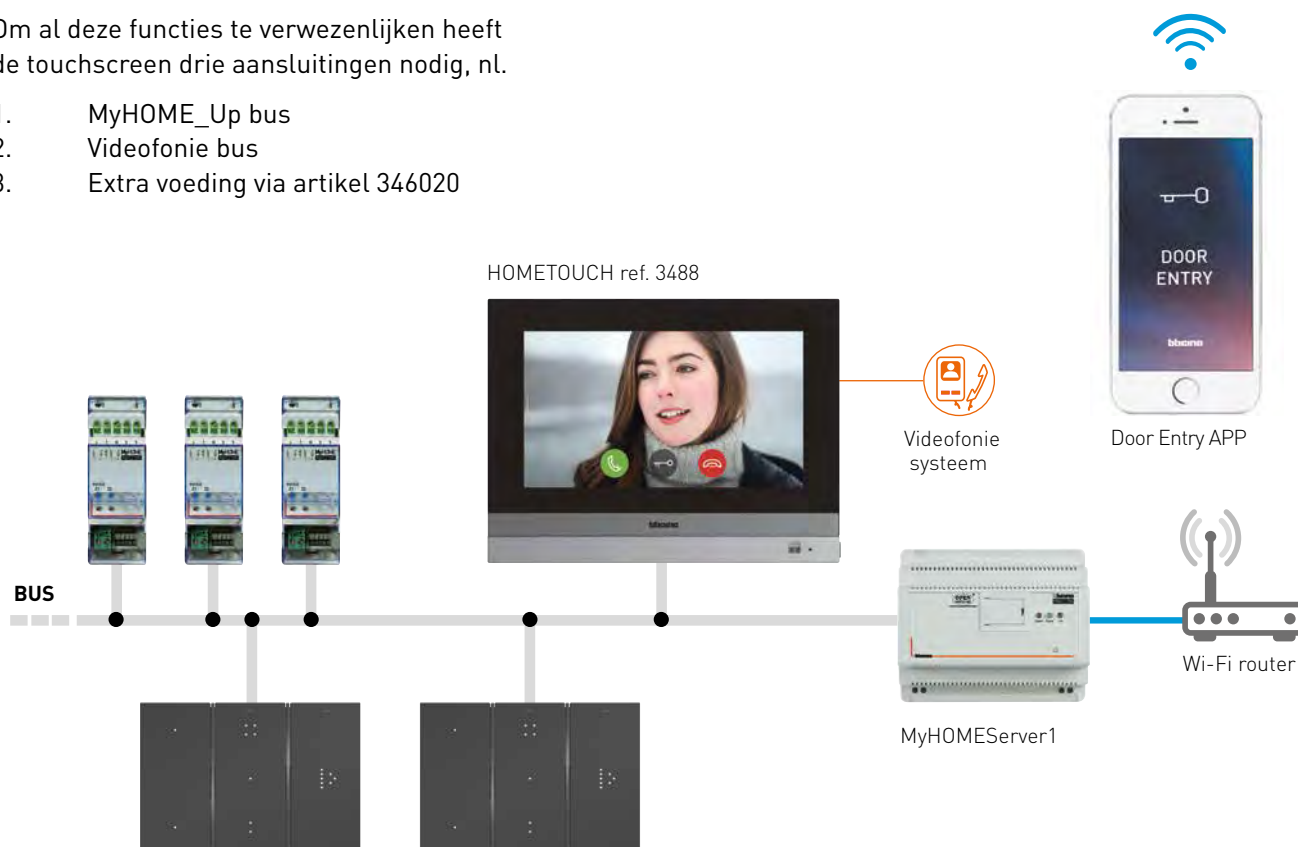 Om al deze functies te verwezenlijken heeft
de touchscreen drie aansluitingen nodig, nl.
1. MyHOME_Up bus
2. Videofonie bus
3. Extra voeding via artikel 346020
HOMETOUCH ref. 3488
DOOR
ENTRY
bticino
Videofonie
systeem
Door Entry APP
BUS
bticino
Wi-Fi router
MyHOMEServer1